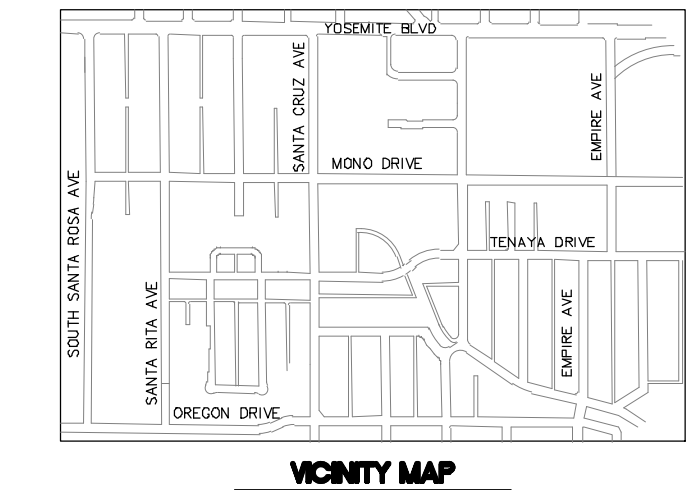 YOSEMITE BLVD
SANTA CRUZ AVE
EMPIRE AVE
MONO DRIVE
SOUTH SANTA ROSA AVE
TENAYA DRIVE
SANTA RITA AVE
EMPIRE AVE
OREGON DRIVE
VICINITY MAP